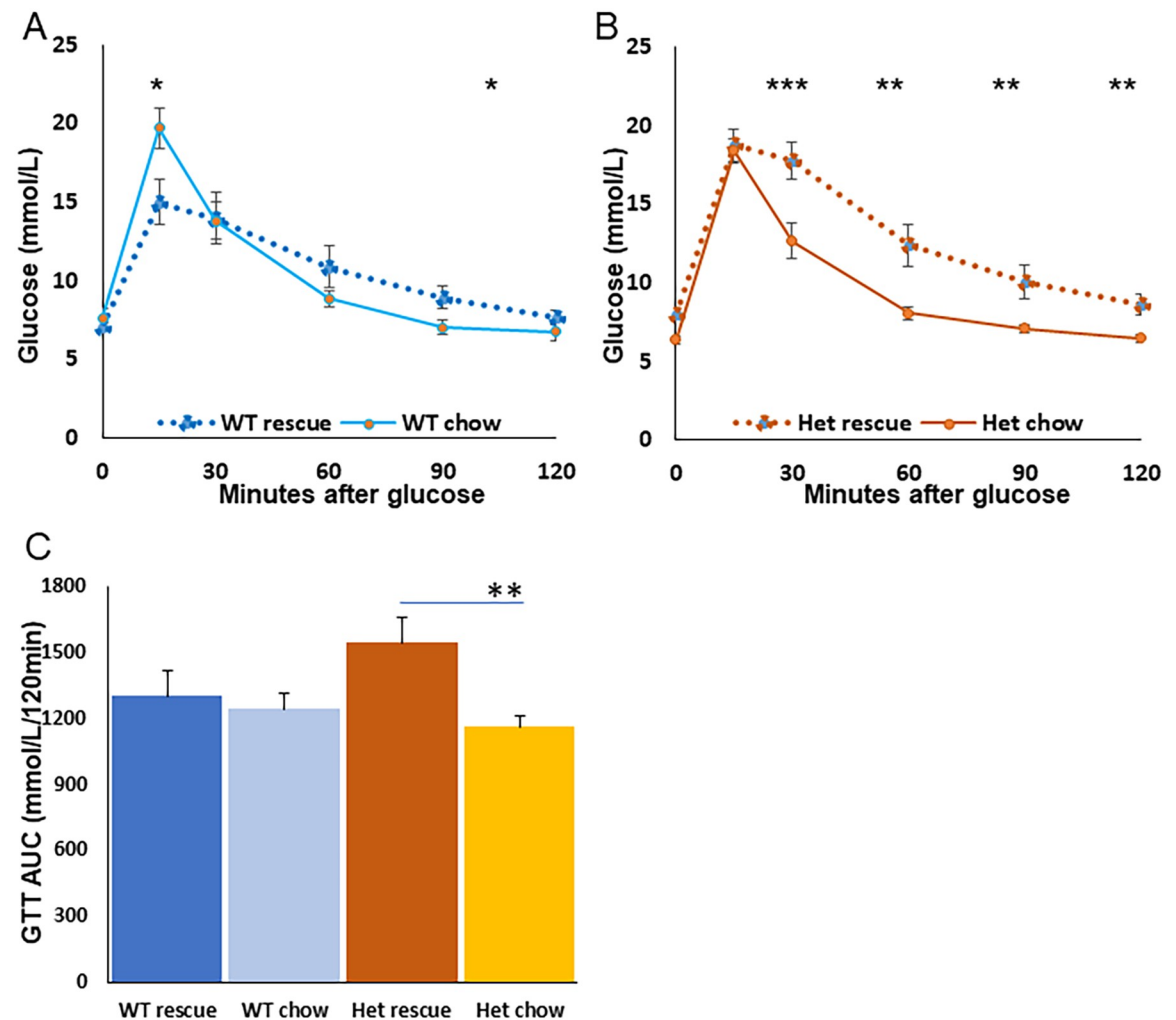 A
25
20
15
10
5
0
Glucose (mmol/L)
* *
WT rescue WT chow
0 30 60 90 120
Minutes after glucose
B
25
20
15
10
5
0
Glucose (mmol/L)
*** ** ** **
Het rescue Het chow
0 30 60 90 120
Minutes after glucose
C
1800
1500
1200
900
600
300
0
GTT AUC (mmol/L/120min)
**
WT rescue WT chow Het rescue Het chow